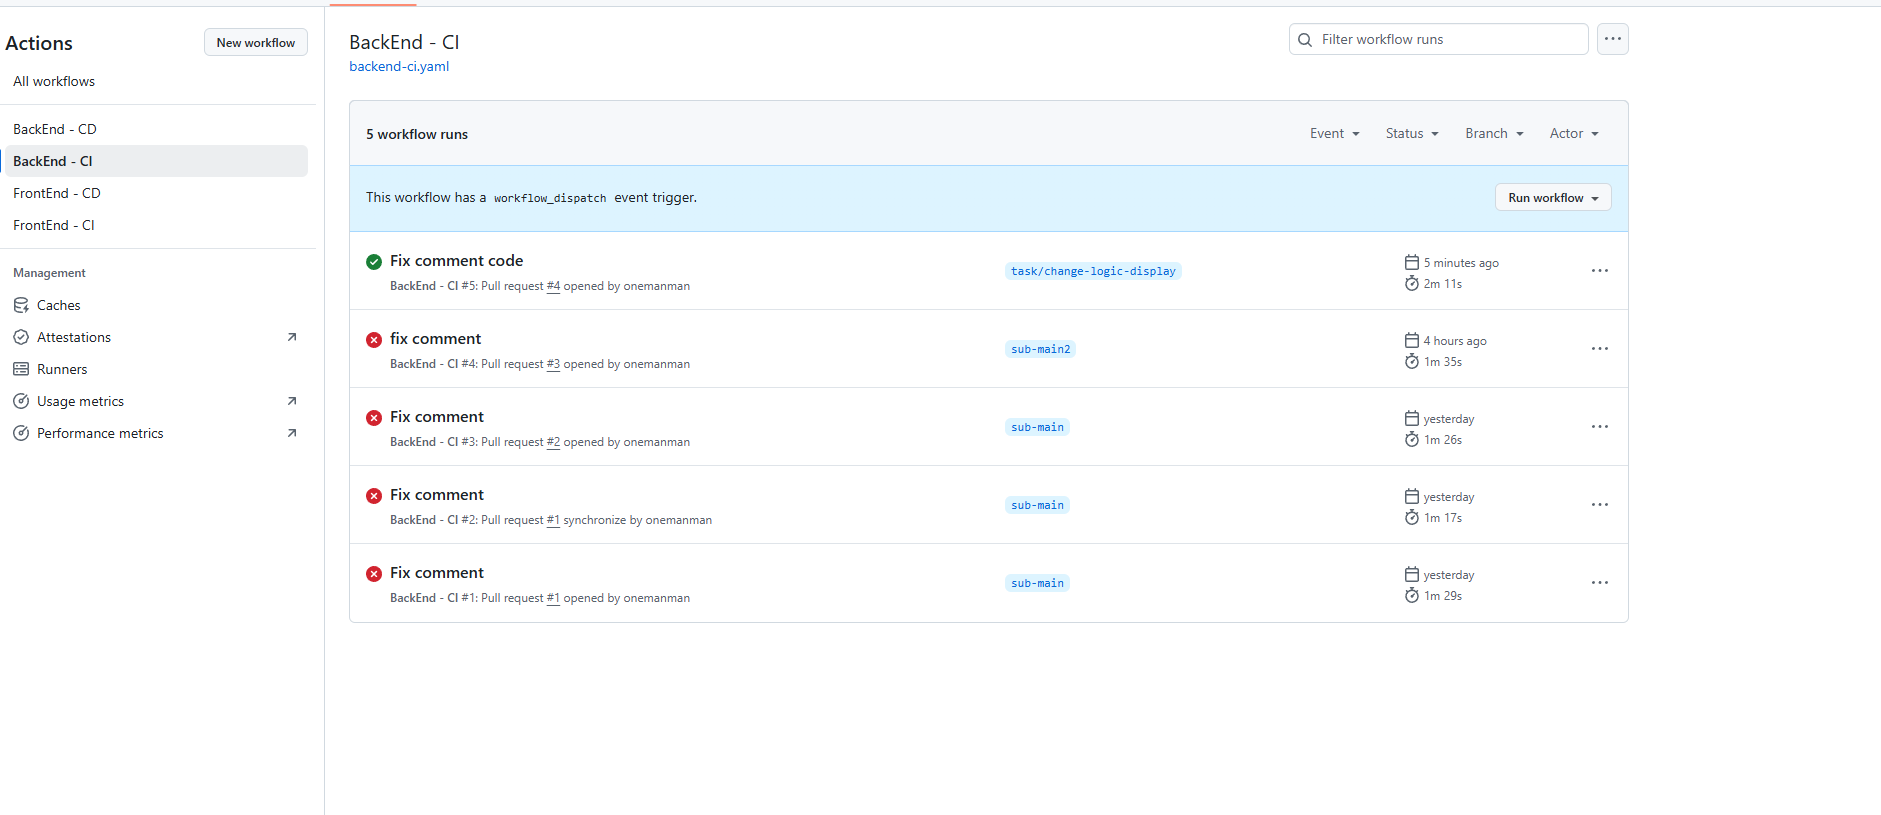 Actions
New workflow
All workflows
BackEnd - CD
BackEnd - CI
FrontEnd - CD
FrontEnd - CI
Management
Caches
Attestations
Runners
Usage metrics
Performance metrics
BackEnd - CI
backend-ci.yaml
Filter workflow runs
5 workflow runs
Event Status Branch Actor
This workflow has a workflow_dispatch event trigger.
Run workflow
Fix comment code
BackEnd - CI #5: Pull request #4 opened by onemanman
task/change-logic-display
5 minutes ago
2m 11s
fix comment
BackEnd - CI #4: Pull request #3 opened by onemanman
sub-main2
4 hours ago
1m 35s
Fix comment
BackEnd - CI #3: Pull request #2 opened by onemanman
sub-main
yesterday
1m 26s
Fix comment
BackEnd - CI #2: Pull request #1 synchronize by onemanman
sub-main
yesterday
1m 17s
Fix comment
BackEnd - CI #1: Pull request #1 opened by onemanman
sub-main
yesterday
1m 29s